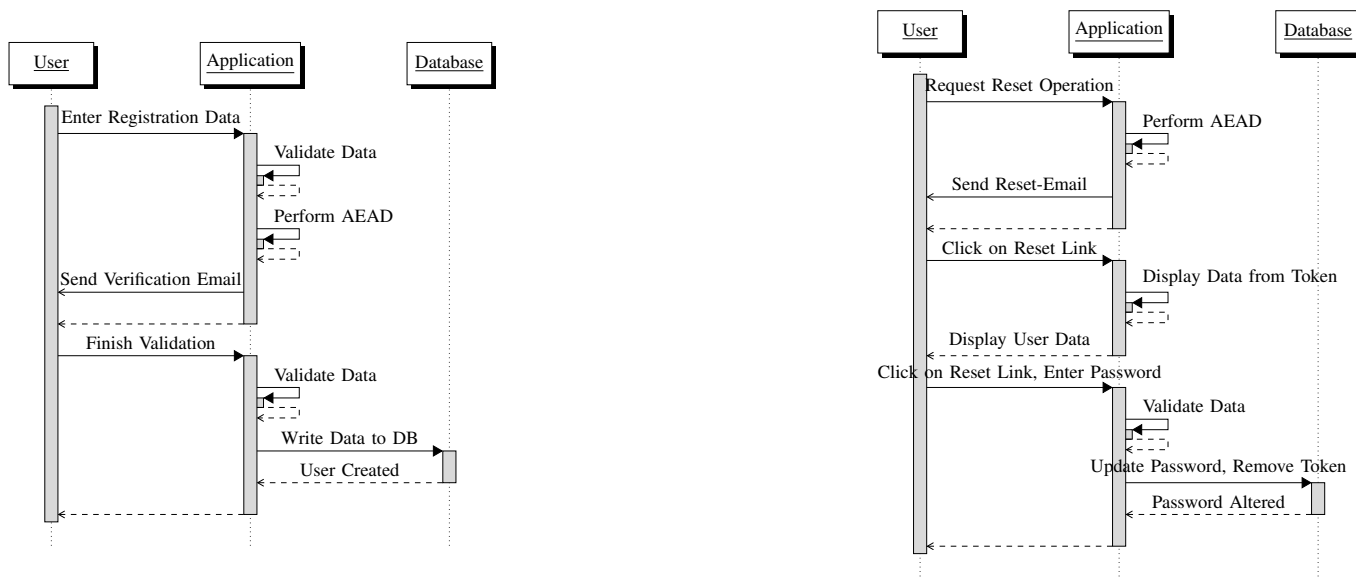 User
Application
Database
Enter Registration Data
Validate Data
Perform AEAD
Send Verification Email
Finish Validation
Validate Data
Write Data to DB
User Created
User
Application
Database
Request Reset Operation
Perform AEAD
Send Reset-Email
Click on Reset Link
Display Data from Token
Display User Data
Click on Reset Link, Enter Password
Validate Data
Update Password, Remove Token
Password Altered